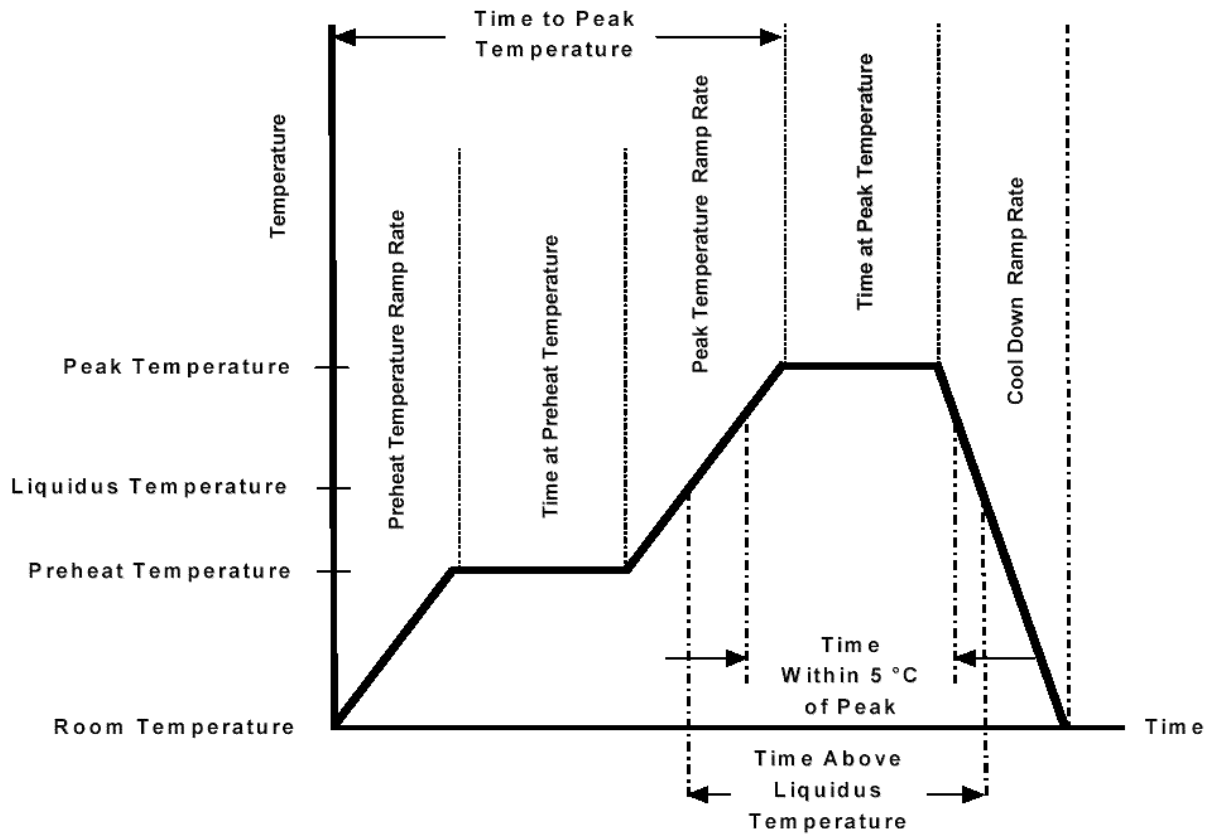 Time to Peak
Temperature
Temperature
Preheat Temperature Ramp Rate
Time at Preheat Temperature
Peak Temperature Ramp Rate
Time at Peak Temperature
Cool Down Ramp Rate
Peak Temperature
Liquidus Temperature
Preheat Temperature
Room Temperature
Time
Within 5 °C
of Peak
Time
Time Above
Liquidus
Temperature